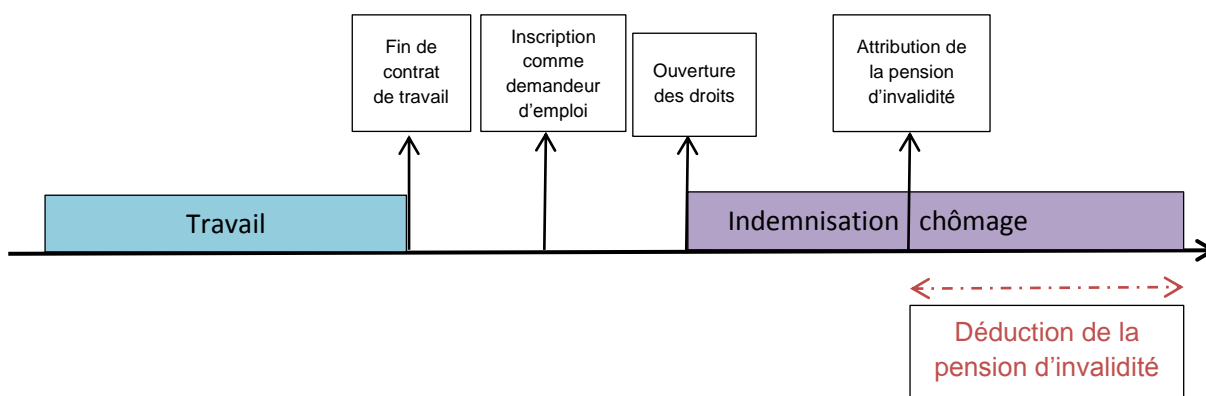 Fin de
contrat
de travail
Inscription
comme
demandeur
d'emploi
Ouverture
des droits
Attribution de
la pension
d'invalidité
Travail
Indemnisation chômage
Déduction de la
pension d'invalidité